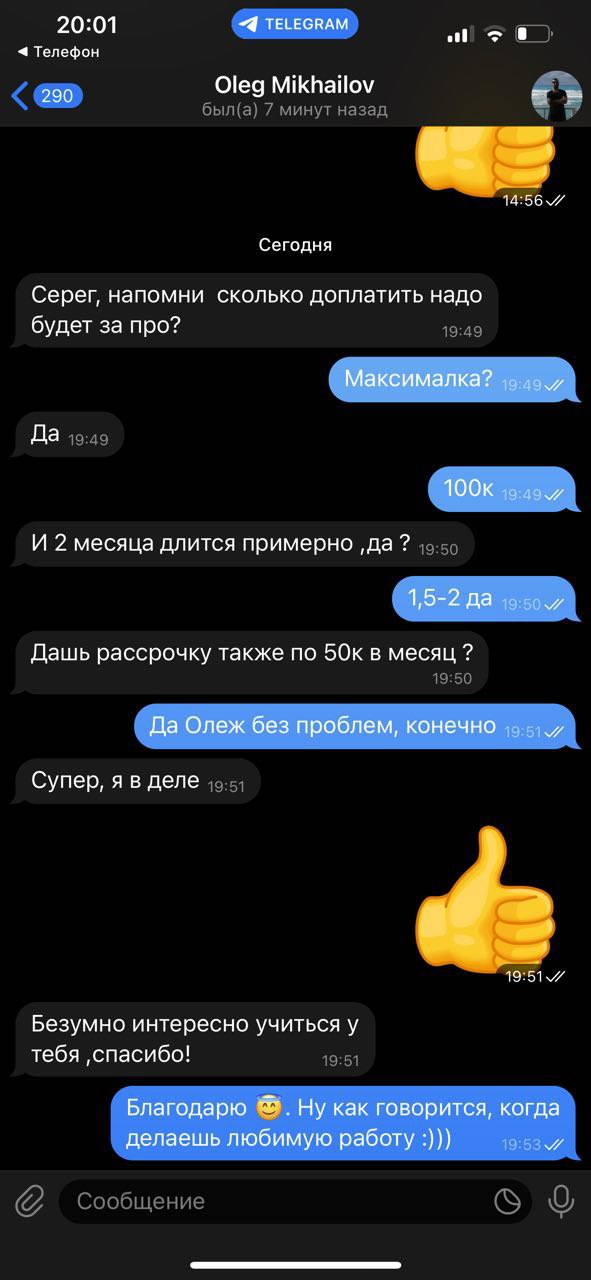 20:01
TELEGRAM
◀ Телефон
290
Oleg Mikhailov
был(а) 7 минут назад
14:56
Сегодня
Серег, напомни  сколько доплатить надо
будет за про?
19:49
Максималка? 19:49
Да 19:49
100к 19:49
И 2 месяца длится примерно ,да ? 19:50
1,5-2 да 19:50
Дашь рассрочку также по 50к в месяц ?
19:50
Да Олеж без проблем, конечно 19:51
Супер, я в деле 19:51
19:51
Безумно интересно учиться у
тебя ,спасибо! 19:51
Благодарю 😇. Ну как говорится, когда
делаешь любимую работу :))) 19:53
Сообщение